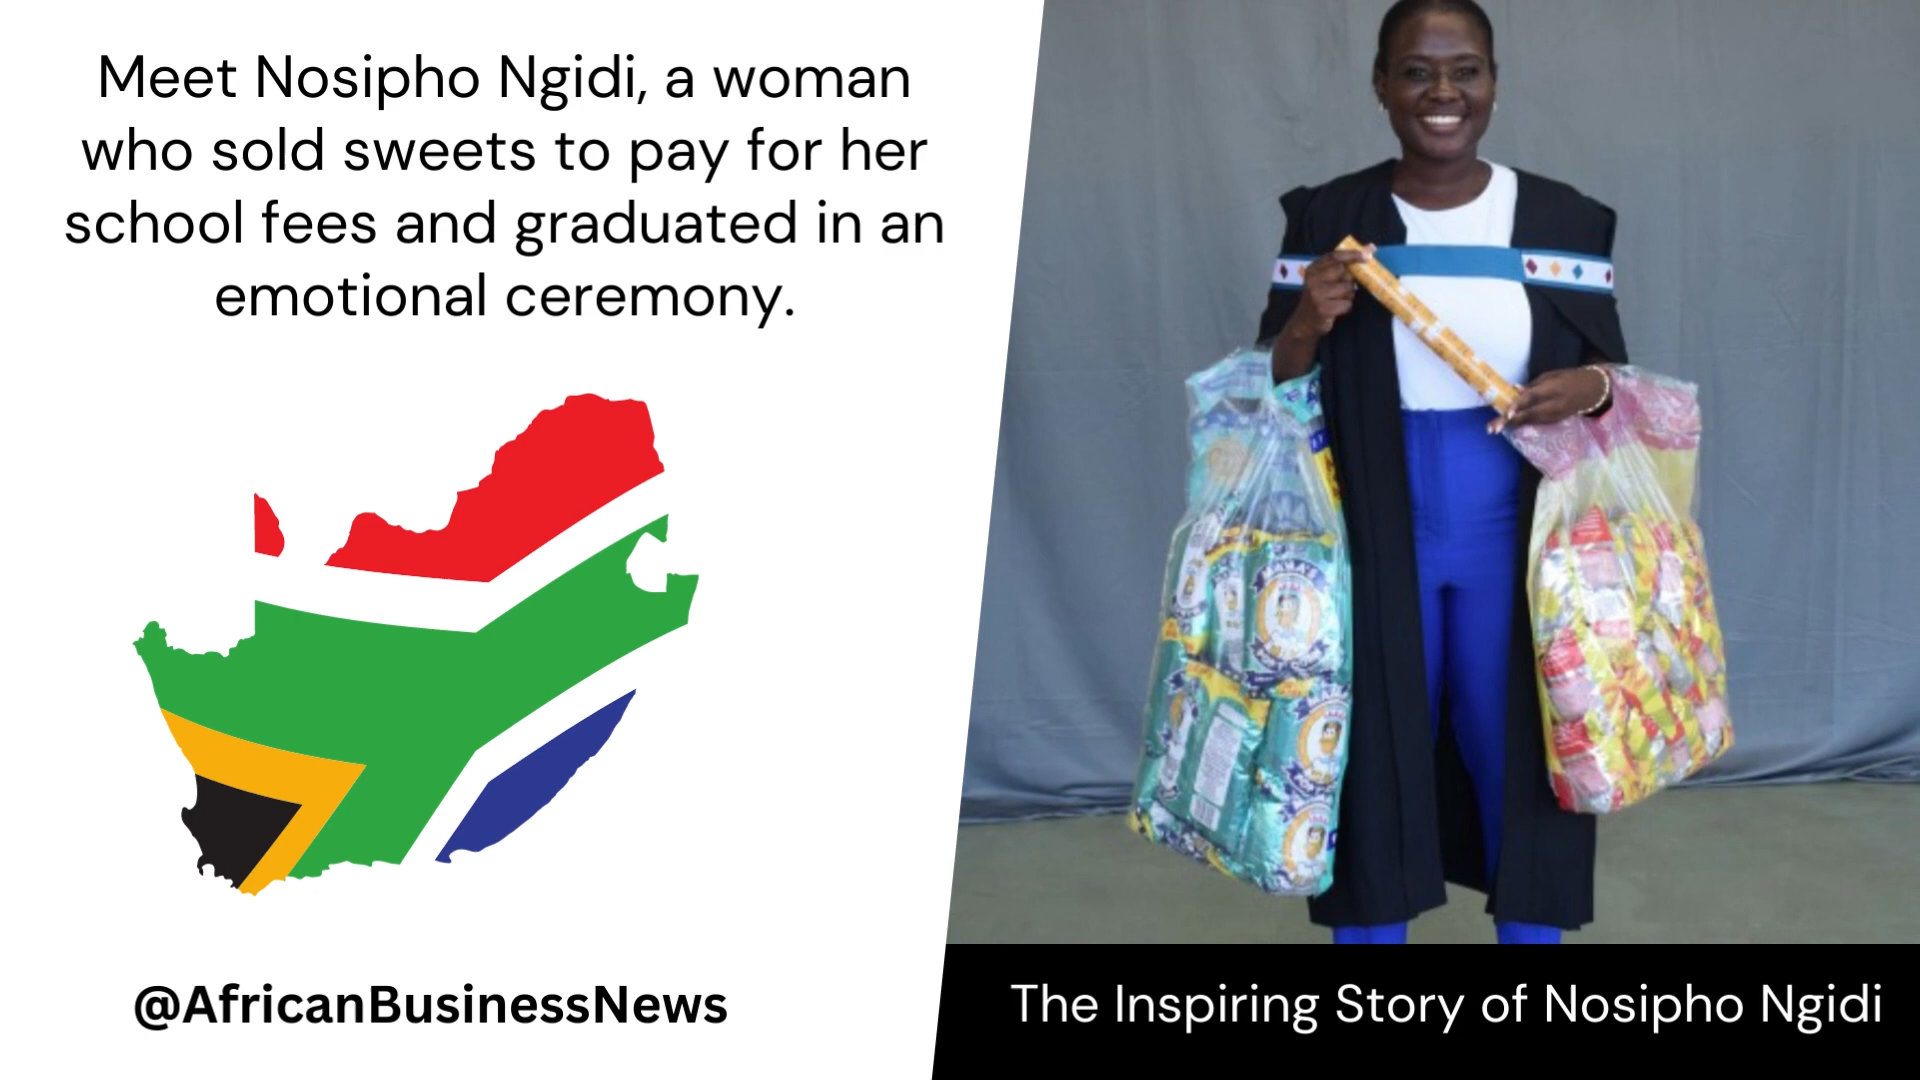 Meet Nosipho Ngidi, a woman
who sold sweets to pay for her
school fees and graduated in an
emotional ceremony.
@AfricanBusinessNews
The Inspiring Story of Nosipho Ngidi